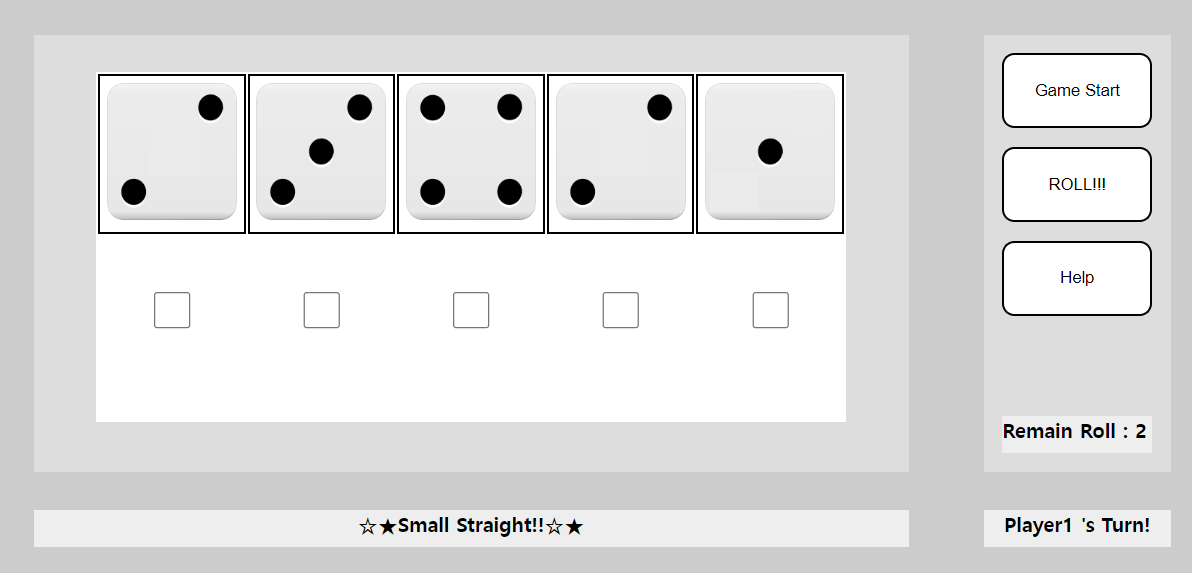 Game Start
ROLL!!!
Help
Remain Roll : 2
☆★Small Straight!!☆★
Player1 's Turn!